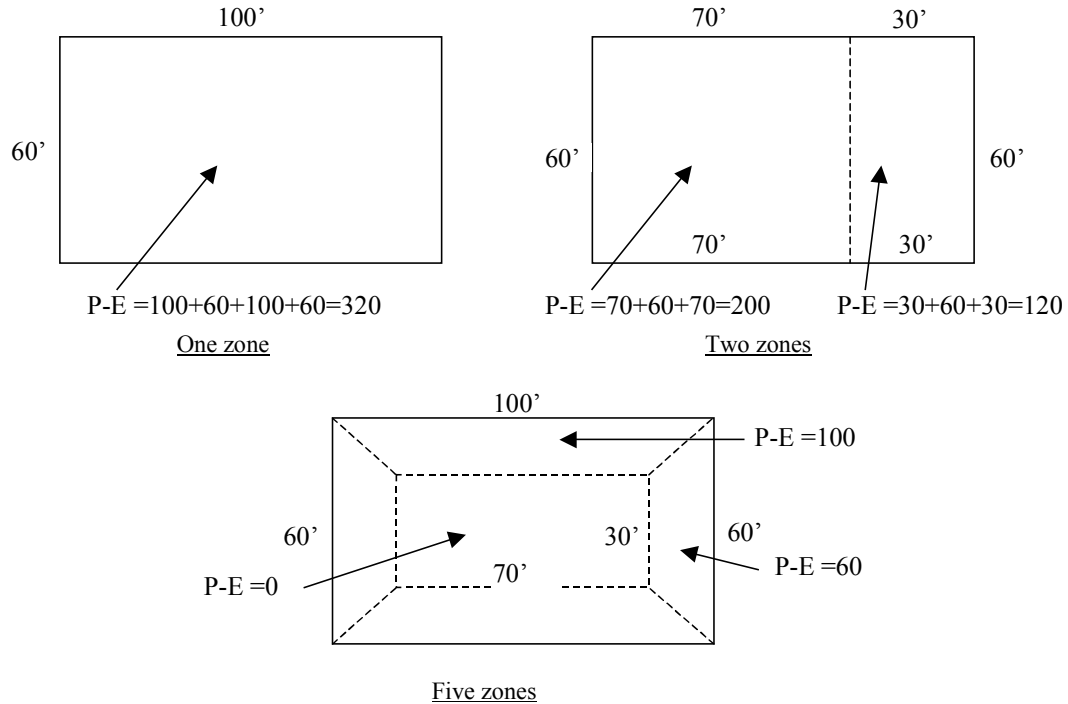 100’
70’ 30’
60’ 60’ 60’
70’ 30’
P-E =100+60+100+60=320 P-E =70+60+70=200 P-E =30+60+30=120
One zone Two zones
100’
P-E =100
60’ 30’ 60’
P-E =60
70’
P-E =0
Five zones